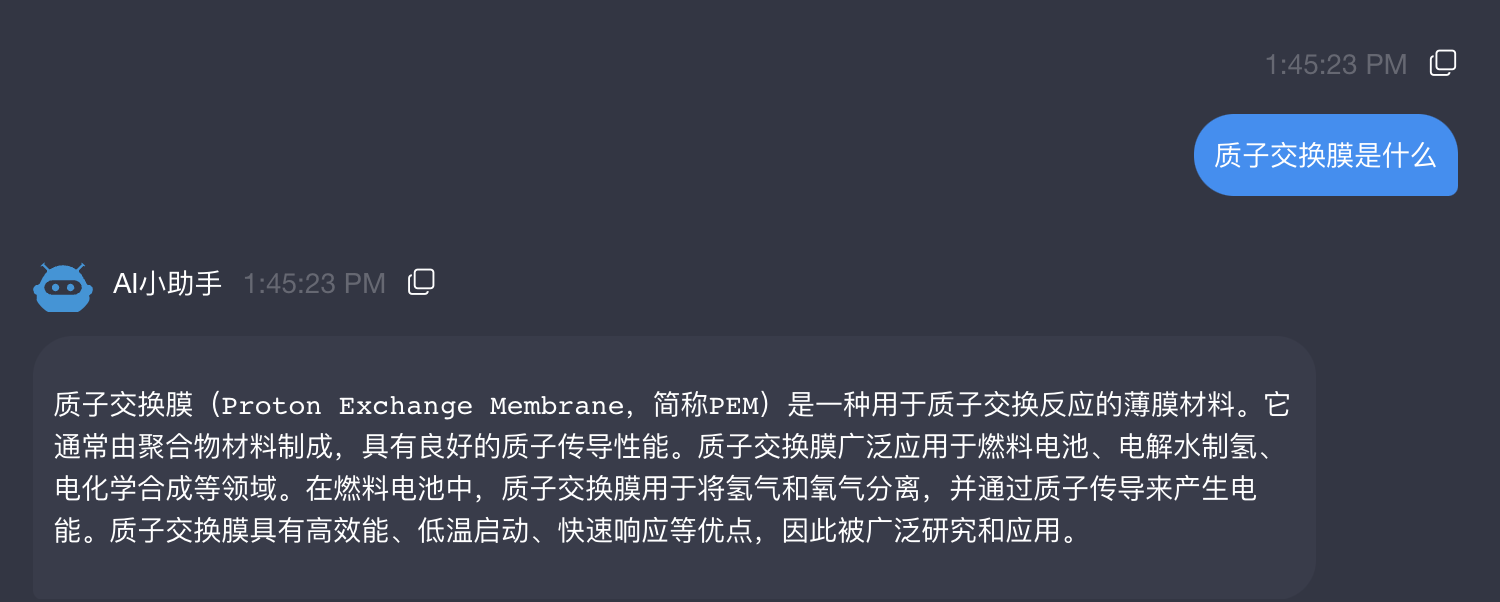 1:45:23 PM
质子交换膜是什么
AI小助手 1:45:23 PM
质子交换膜（Proton Exchange Membrane，简称PEM）是一种用于质子交换反应的薄膜材料。它
通常由聚合物材料制成，具有良好的质子传导性能。质子交换膜广泛应用于燃料电池、电解水制氢、
电化学合成等领域。在燃料电池中，质子交换膜用于将氢气和氧气分离，并通过质子传导来产生电
能。质子交换膜具有高效能、低温启动、快速响应等优点，因此被广泛研究和应用。